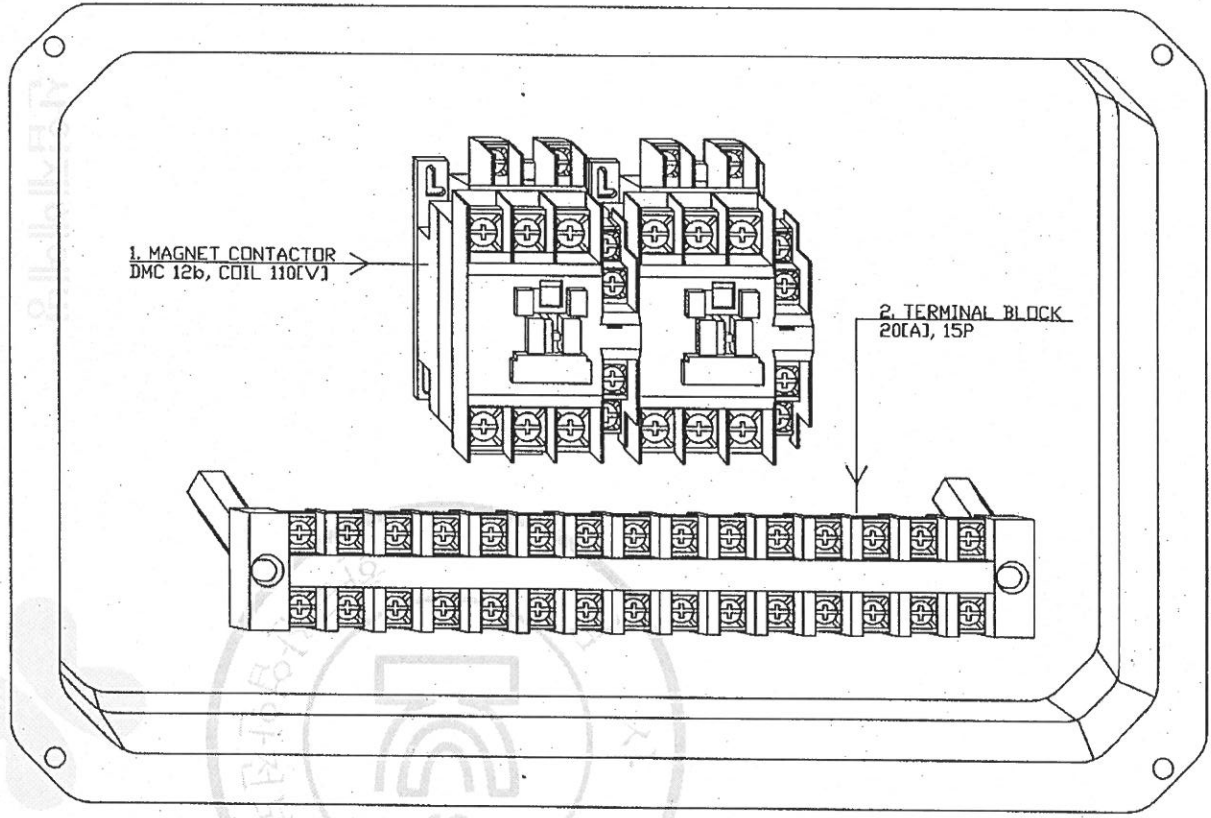 1. MAGNET CONTACTOR
DMC 12b, COIL 110[V]
2. TERMINAL BLOCK
20[A], 15P